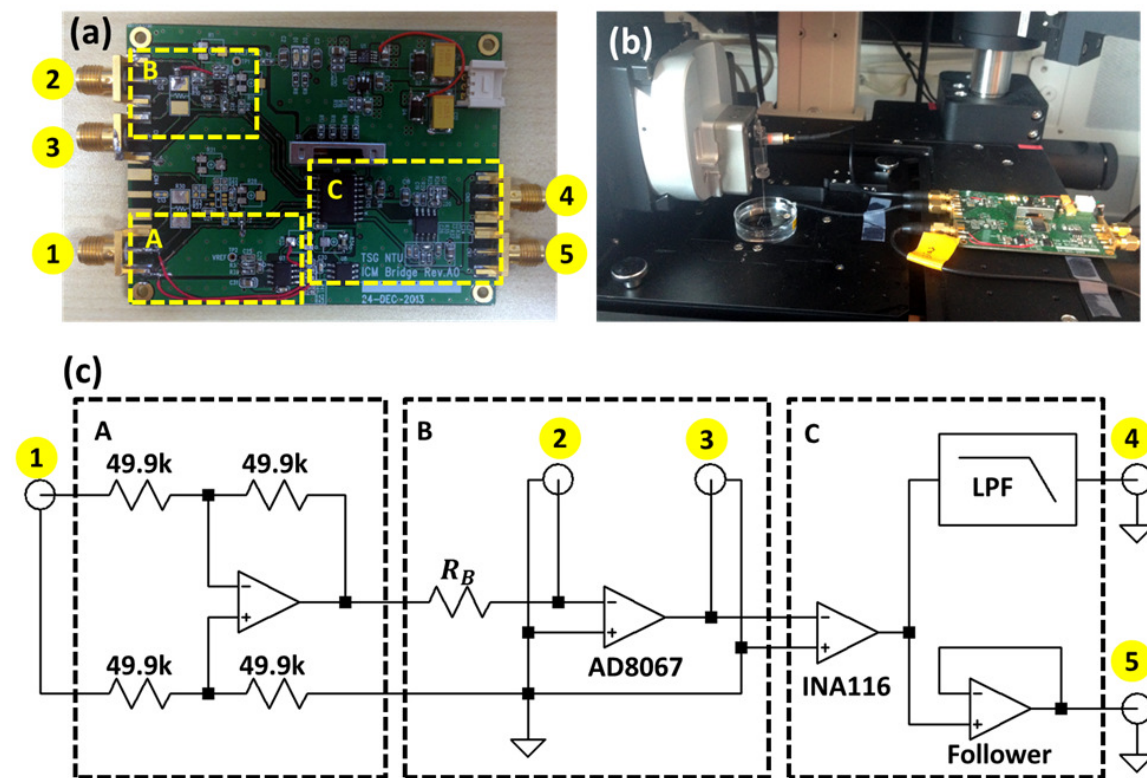 (a)
B
2
3
C
4
A
1
5
VREF
TSG NTU
ICM Bridge Rev.A0
24-DEC-2013
(b)
2
(c)
A
B
C
1
49.9k
49.9k
2
3
4
LPF
R_B
AD8067
INA116
49.9k
49.9k
5
Follower
-
+
-
+
-
+
-
+